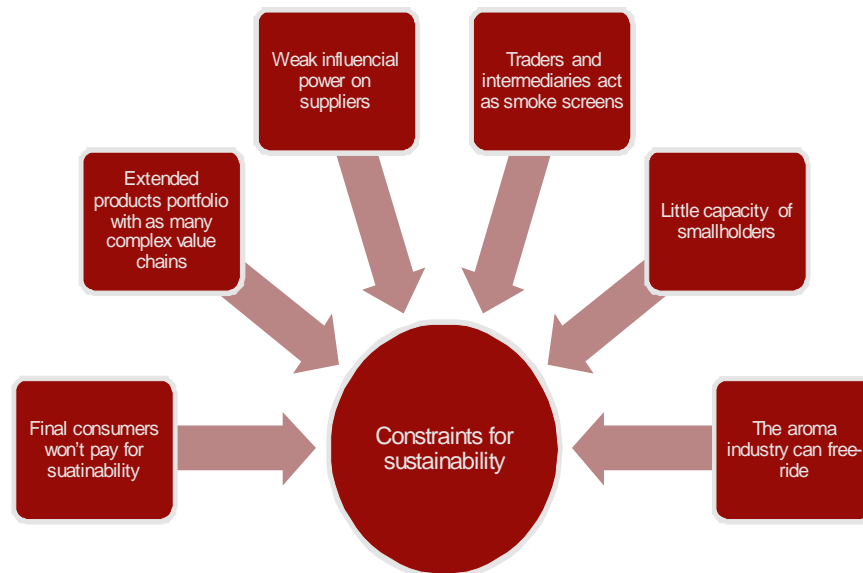 Weak influencial
power on
suppliers
Traders and
intermediaries act
as smoke screens
Extended
products portfolio
with as many
complex value
chains
Little capacity of
smallholders
Final consumers
won't pay for
suatinability
Constraints for
sustainability
The aroma
industry can free-
ride